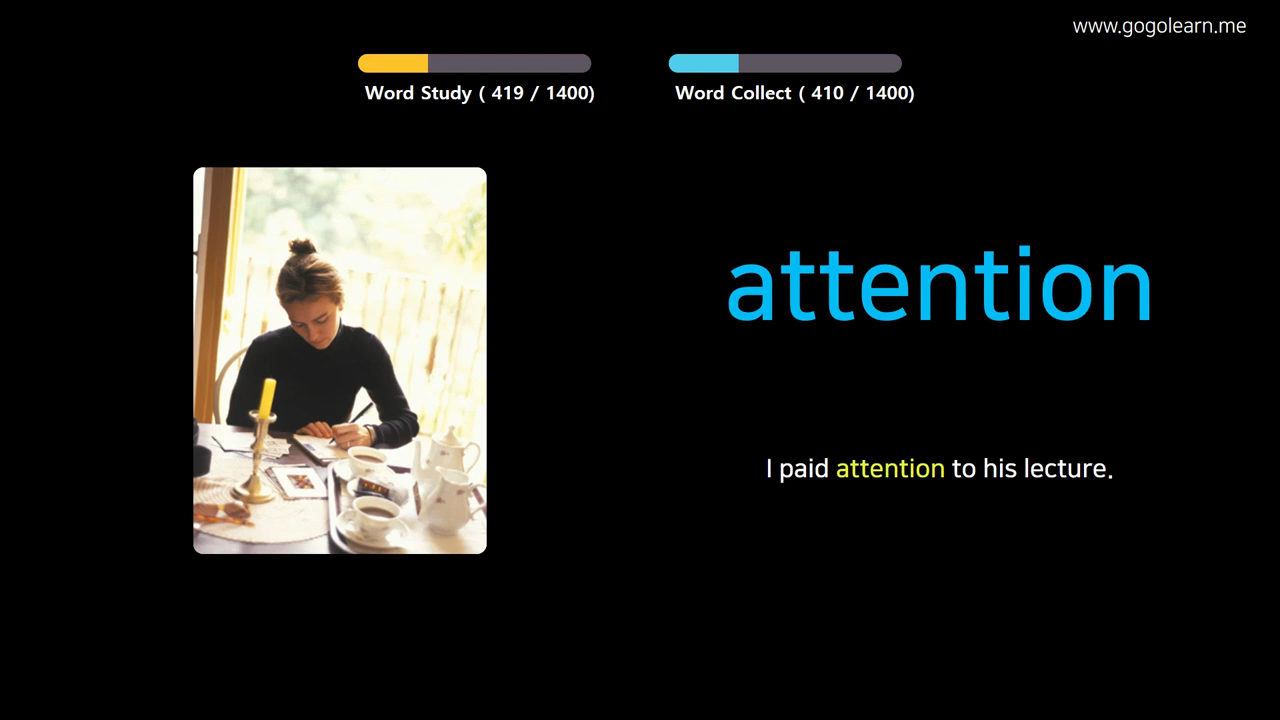 www.gogolearn.me
Word Study ( 419 / 1400)
Word Collect ( 410 / 1400)
attention
I paid attention to his lecture.